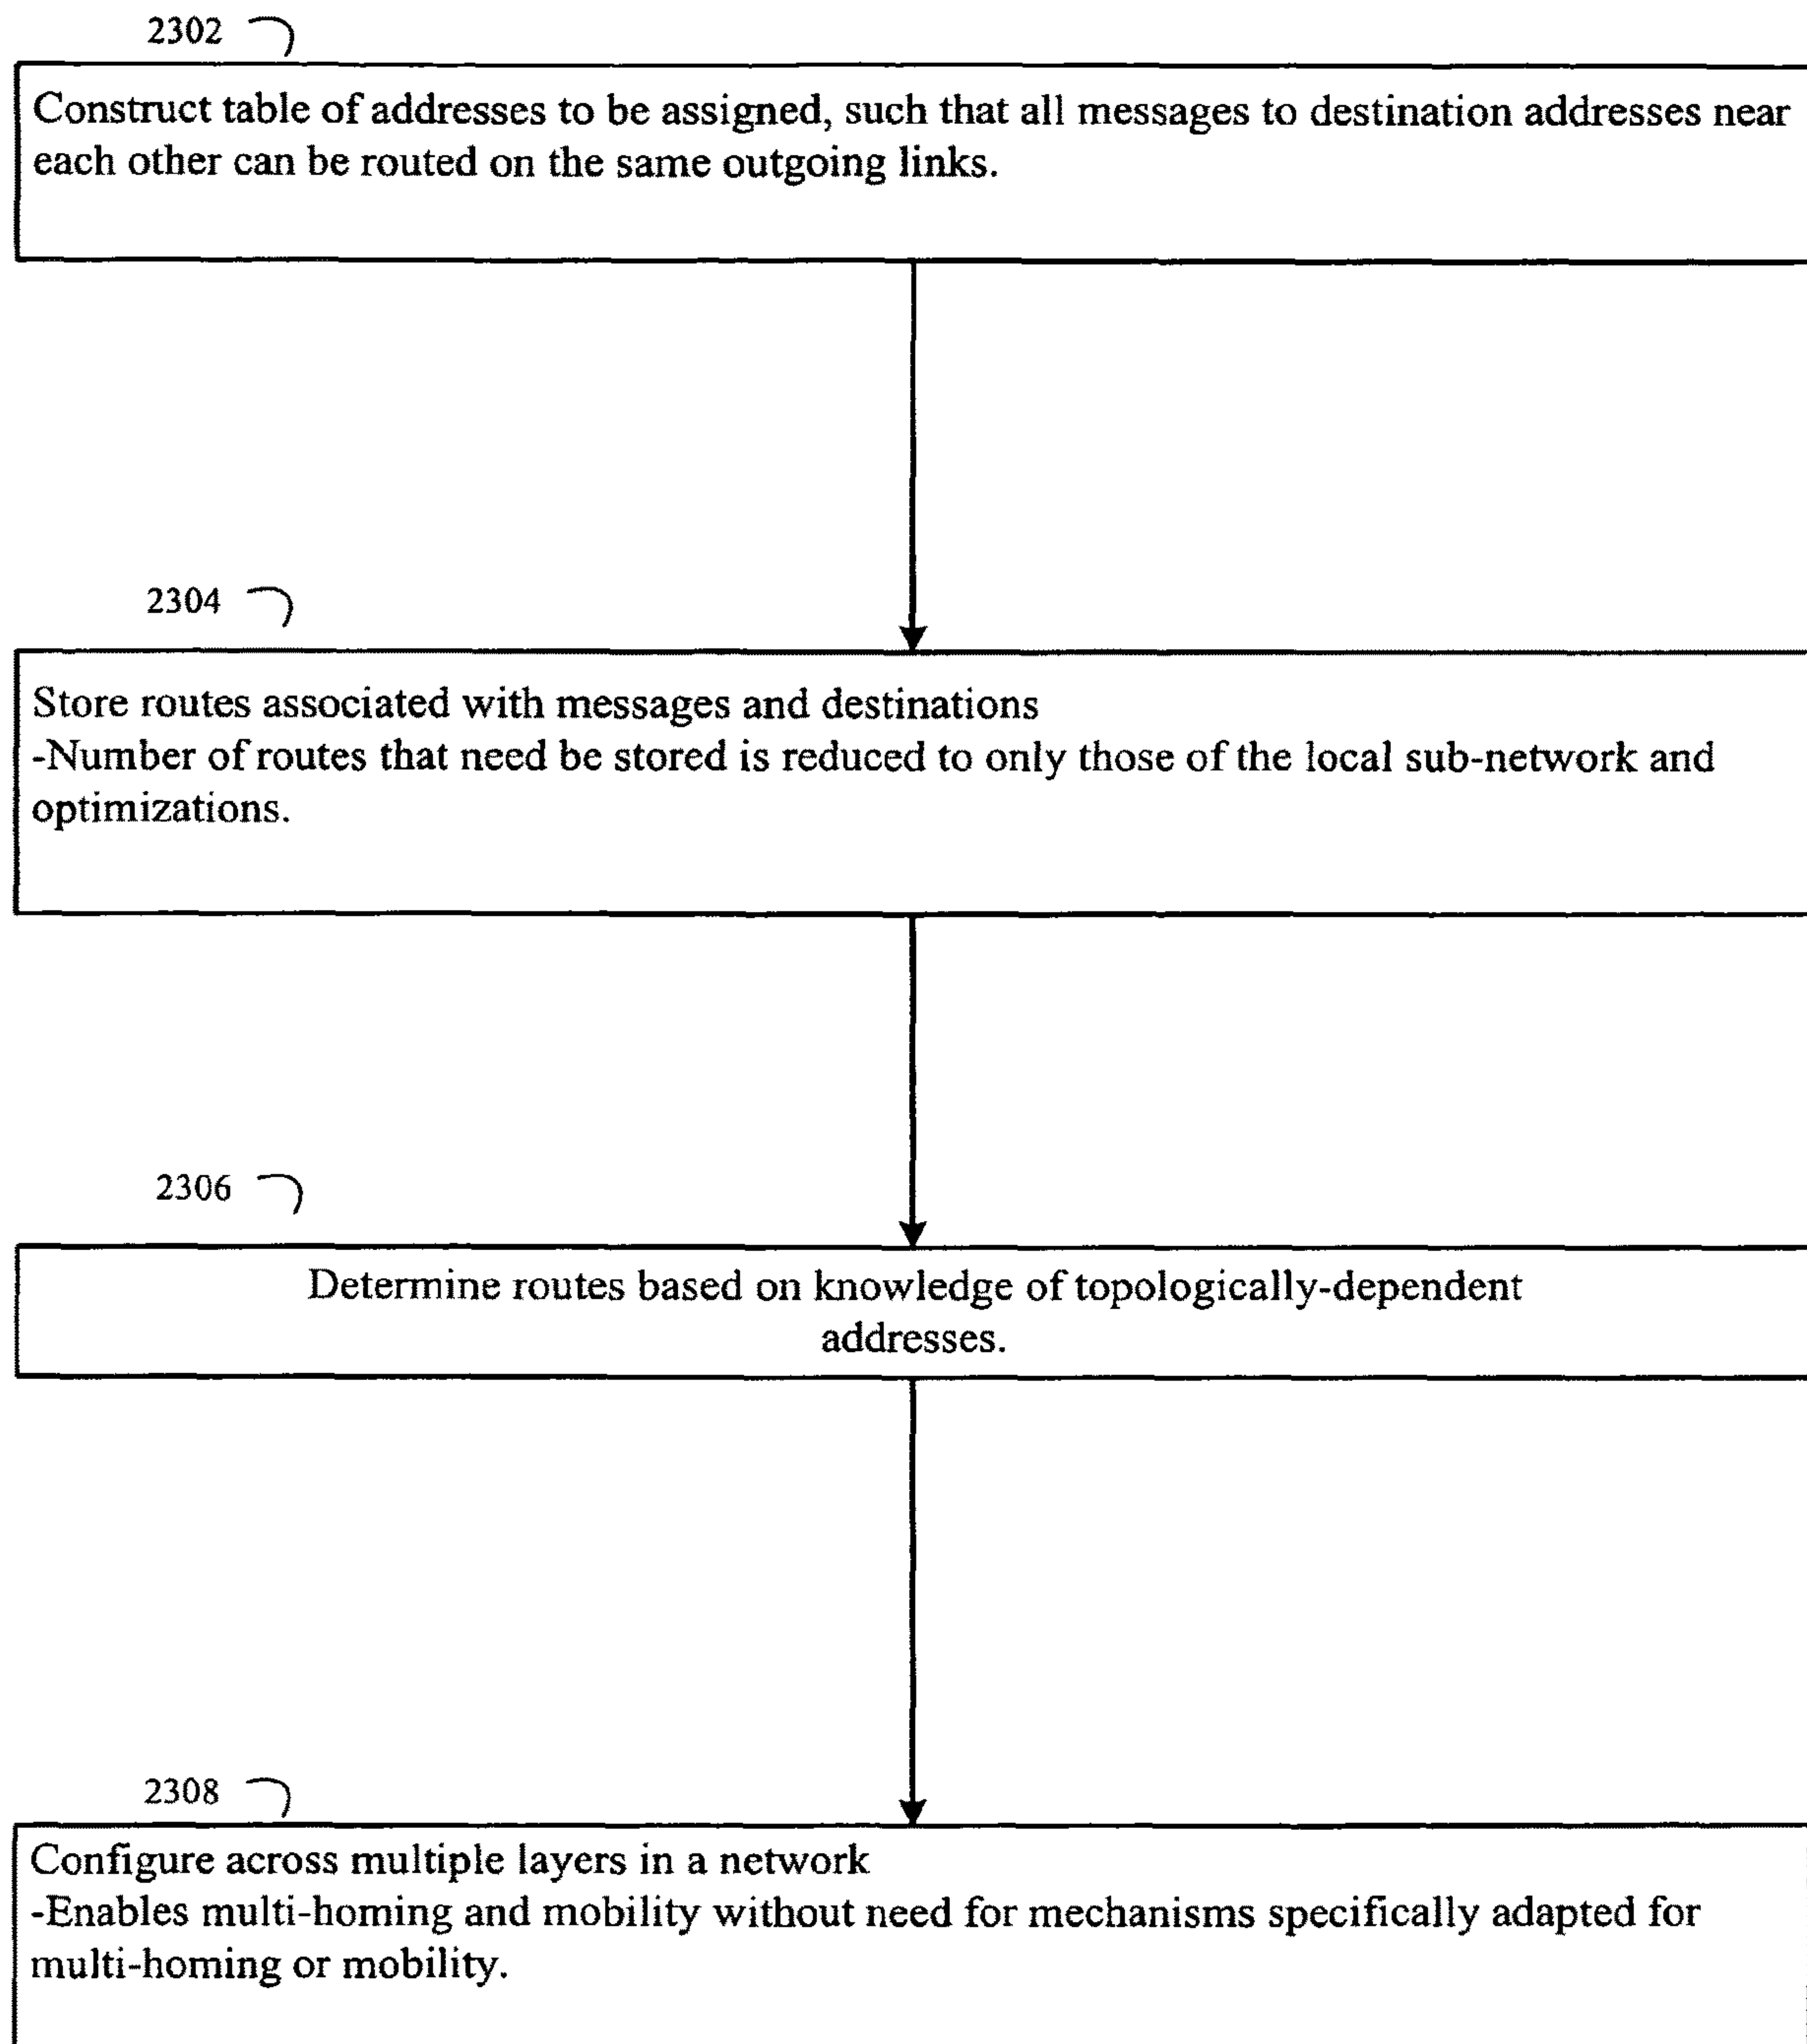 2302
Construct table of addresses to be assigned, such that all messages to destination addresses near
each other can be routed on the same outgoing links.
2304
Store routes associated with messages and destinations
-Number of routes that need be stored is reduced to only those of the local sub-network and
optimizations.
2306
Determine routes based on knowledge of topologically-dependent
addresses.
2308
Configure across multiple layers in a network
-Enables multi-homing and mobility without need for mechanisms specifically adapted for
multi-homing or mobility.